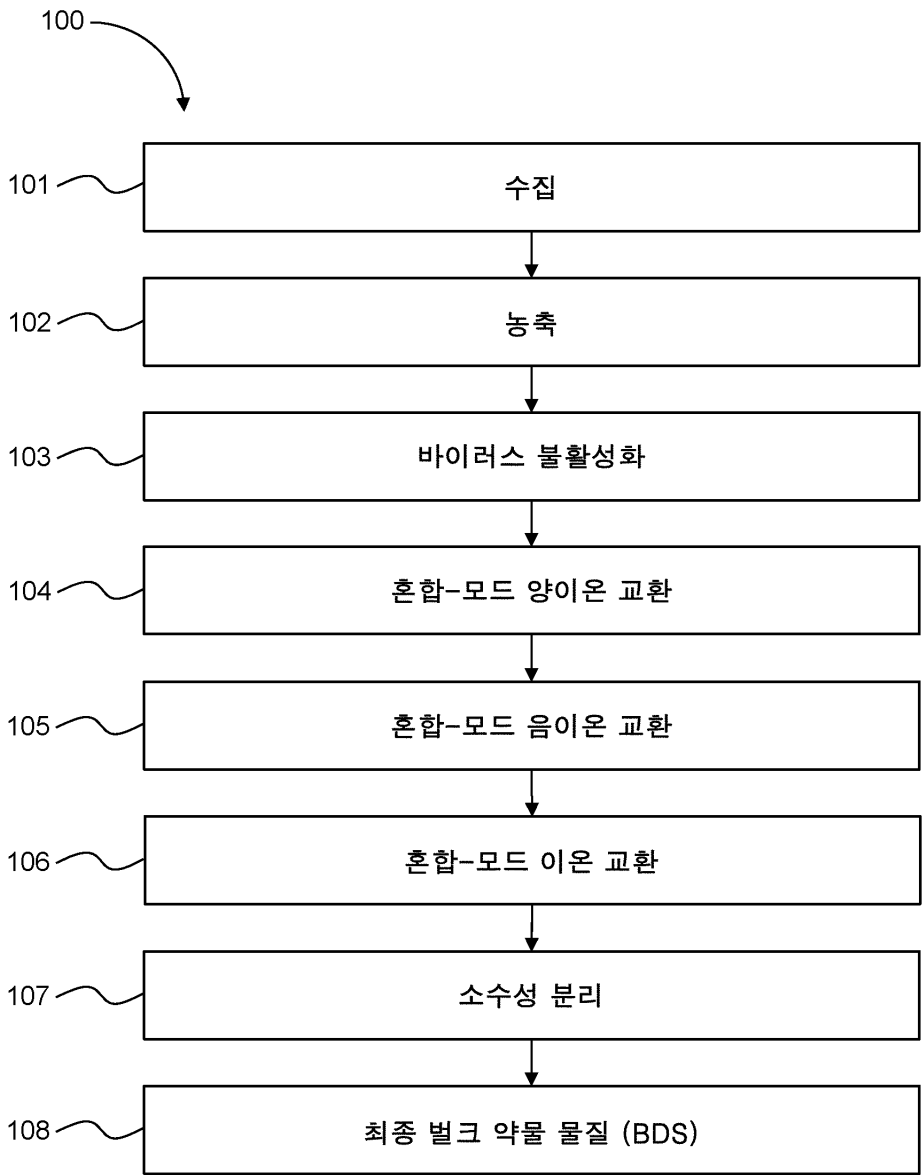 100
101
수집
102
농축
103
바이러스 불활성화
104
혼합-모드 양이온 교환
105
혼합-모드 음이온 교환
106
혼합-모드 이온 교환
107
소수성 분리
108
최종 벌크 약물 물질 (BDS)